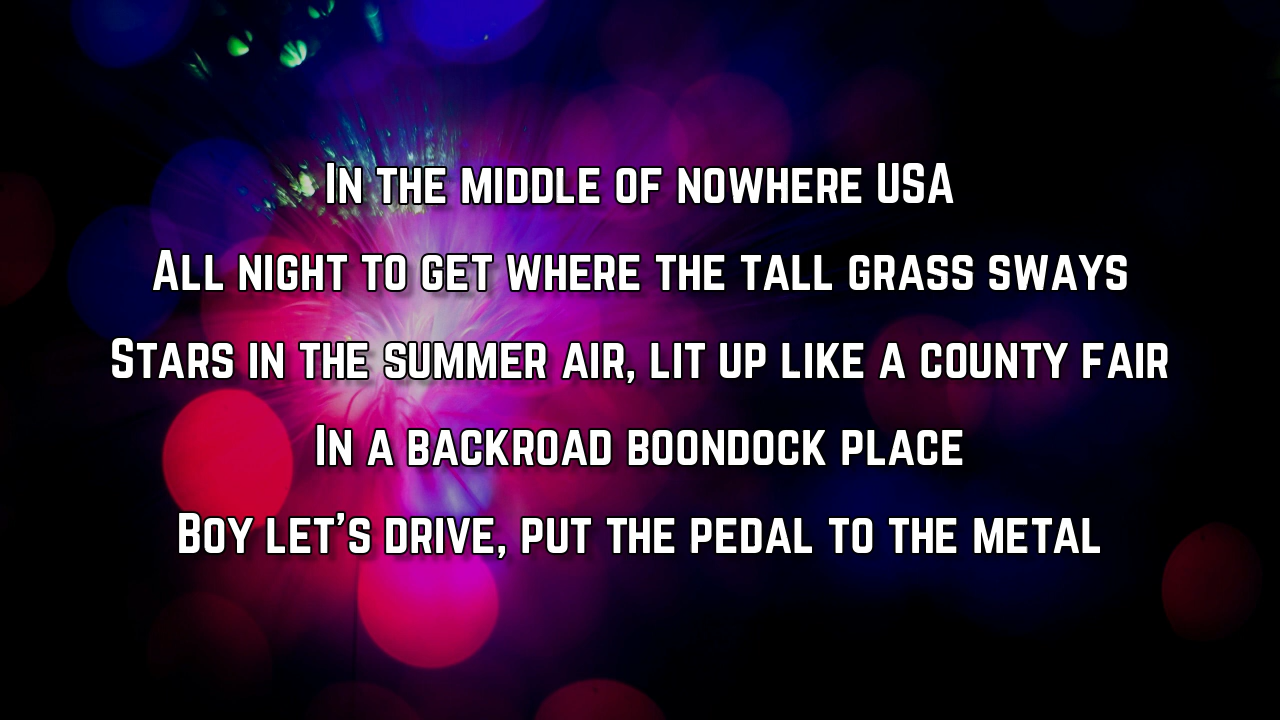 In the middle of nowhere USA
All night to get where the tall grass sways
Stars in the summer air, lit up like a county fair
In a backroad boondock place
Boy let's drive, put the pedal to the metal